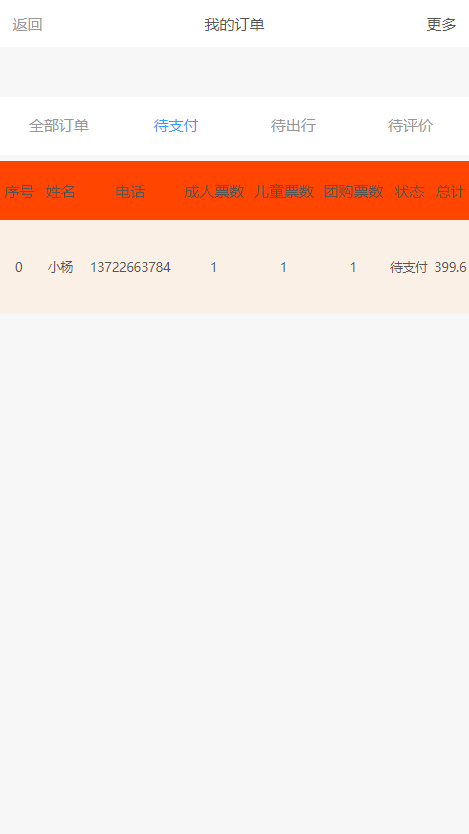 返回 我的订单 更多
全部订单 待支付 待出行 待评价
序号 姓名 电话 成人票数 儿童票数 团购票数 状态 总计
0 小杨 13722663784 1 1 1 待支付 399.6